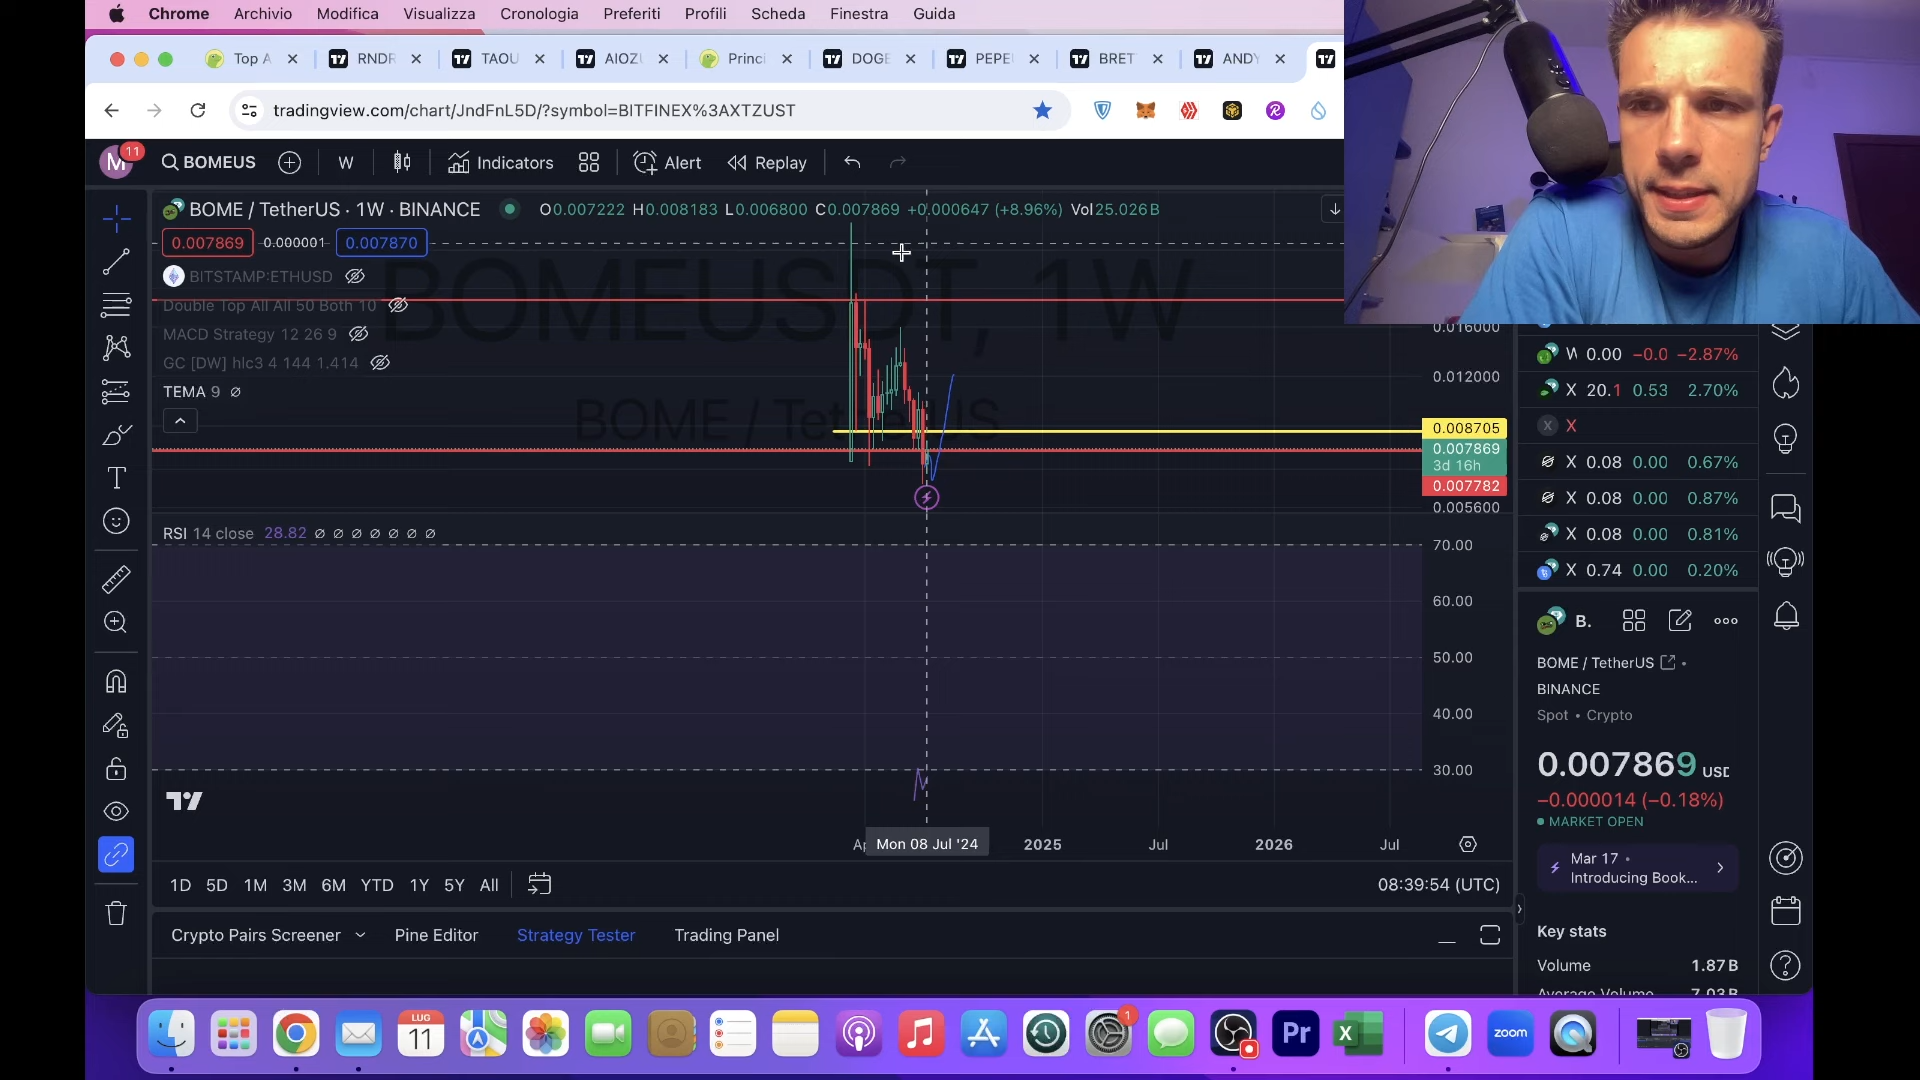 Chrome Archivio Modifica Visualizza Cronologia Preferiti Profili Scheda Finestra Guida
Top A RNDR TAOU AIOZU Princi DOGE PEPEU BRET ANDY
tradingview.com/chart/JndFnL5D/?symbol=BITFINEX%3AXTZUST
M 11 BOMEUS W Indicators Alert Replay
BOME / TetherUS · 1W · BINANCE O0.007222 H0.008183 L0.006800 C0.007869 +0.000647 (+8.96%) Vol25.026B
0.007869 0.000001 0.007870
BITSTAMP:ETHUSD
Double Top All All 50 Both 10
MACD Strategy 12 26 9
GC [DW] hlc3 4 144 1.414
TEMA 9
BOMEUSDT, 1W
BOME / TetherUS
0.016000
0.012000
0.008705
0.007869
3d 16h
0.007782
0.005600
RSI 14 close 28.82
70.00
60.00
50.00
40.00
30.00
Mon 08 Jul '24 2025 Jul 2026 Jul
1D 5D 1M 3M 6M YTD 1Y 5Y All 08:39:54 (UTC)
Crypto Pairs Screener Pine Editor Strategy Tester Trading Panel
W 0.00 −0.0 −2.87%
X 20.1 0.53 2.70%
X X
X 0.08 0.00 0.67%
X 0.08 0.00 0.87%
X 0.08 0.00 0.81%
X 0.74 0.00 0.20%
B.
BOME / TetherUS
BINANCE
Spot • Crypto
0.007869 USD
−0.000014 (−0.18%)
MARKET OPEN
Mar 17 •
Introducing Book...
Key stats
Volume 1.87B
Average Volume 7.03B
LUG
11
1
Pr
X
zoom